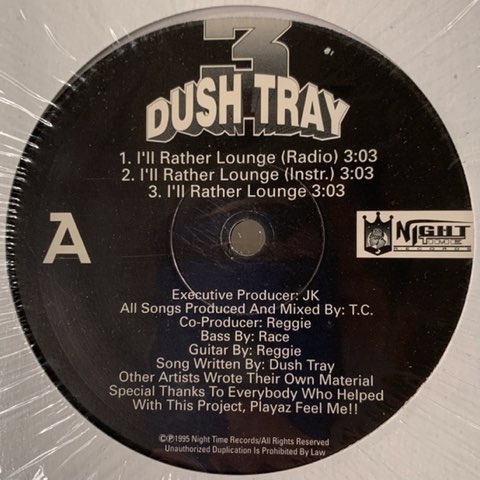 3
DUSH TRAY
1. I'll Rather Lounge (Radio) 3:03
2. I'll Rather Lounge (Instr.) 3:03
3. I'll Rather Lounge 3:03
A
NIGHT
TIME
RECORDS
Executive Producer: JK
All Songs Produced And Mixed By: T.C.
Co-Producer: Reggie
Bass By: Race
Guitar By: Reggie
Song Written By: Dush Tray
Other Artists Wrote Their Own Material
Special Thanks To Everybody Who Helped
With This Project, Playaz Feel Me!!
©℗1995 Night Time Records/All Rights Reserved
Unauthorized Duplication Is Prohibited By Law